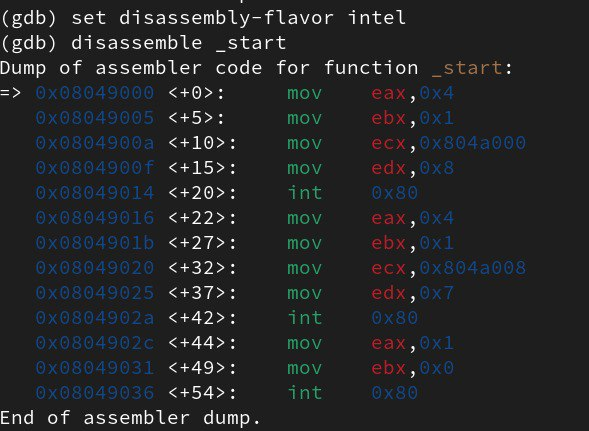 (gdb) set disassembly-flavor intel
(gdb) disassemble _start
Dump of assembler code for function _start:
=> 0x08049000 <+0>:     mov    eax,0x4
   0x08049005 <+5>:     mov    ebx,0x1
   0x0804900a <+10>:    mov    ecx,0x804a000
   0x0804900f <+15>:    mov    edx,0x8
   0x08049014 <+20>:    int    0x80
   0x08049016 <+22>:    mov    eax,0x4
   0x0804901b <+27>:    mov    ebx,0x1
   0x08049020 <+32>:    mov    ecx,0x804a008
   0x08049025 <+37>:    mov    edx,0x7
   0x0804902a <+42>:    int    0x80
   0x0804902c <+44>:    mov    eax,0x1
   0x08049031 <+49>:    mov    ebx,0x0
   0x08049036 <+54>:    int    0x80
End of assembler dump.